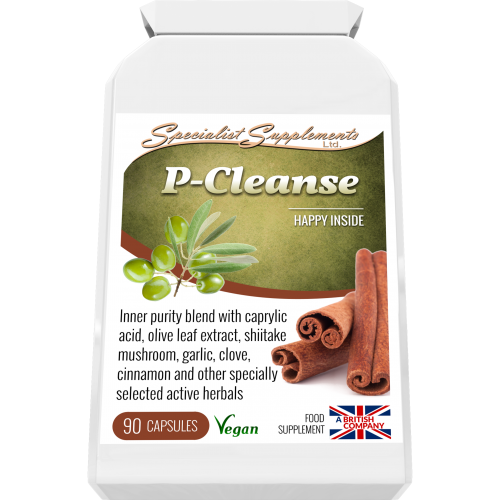 Specialist Supplements
Ltd.
P-Cleanse
HAPPY INSIDE
Inner purity blend with caprylic
acid, olive leaf extract, shiitake
mushroom, garlic, clove,
cinnamon and other specially
selected active herbals
90 CAPSULES
Vegan
FOOD
SUPPLEMENT
A BRITISH
COMPANY